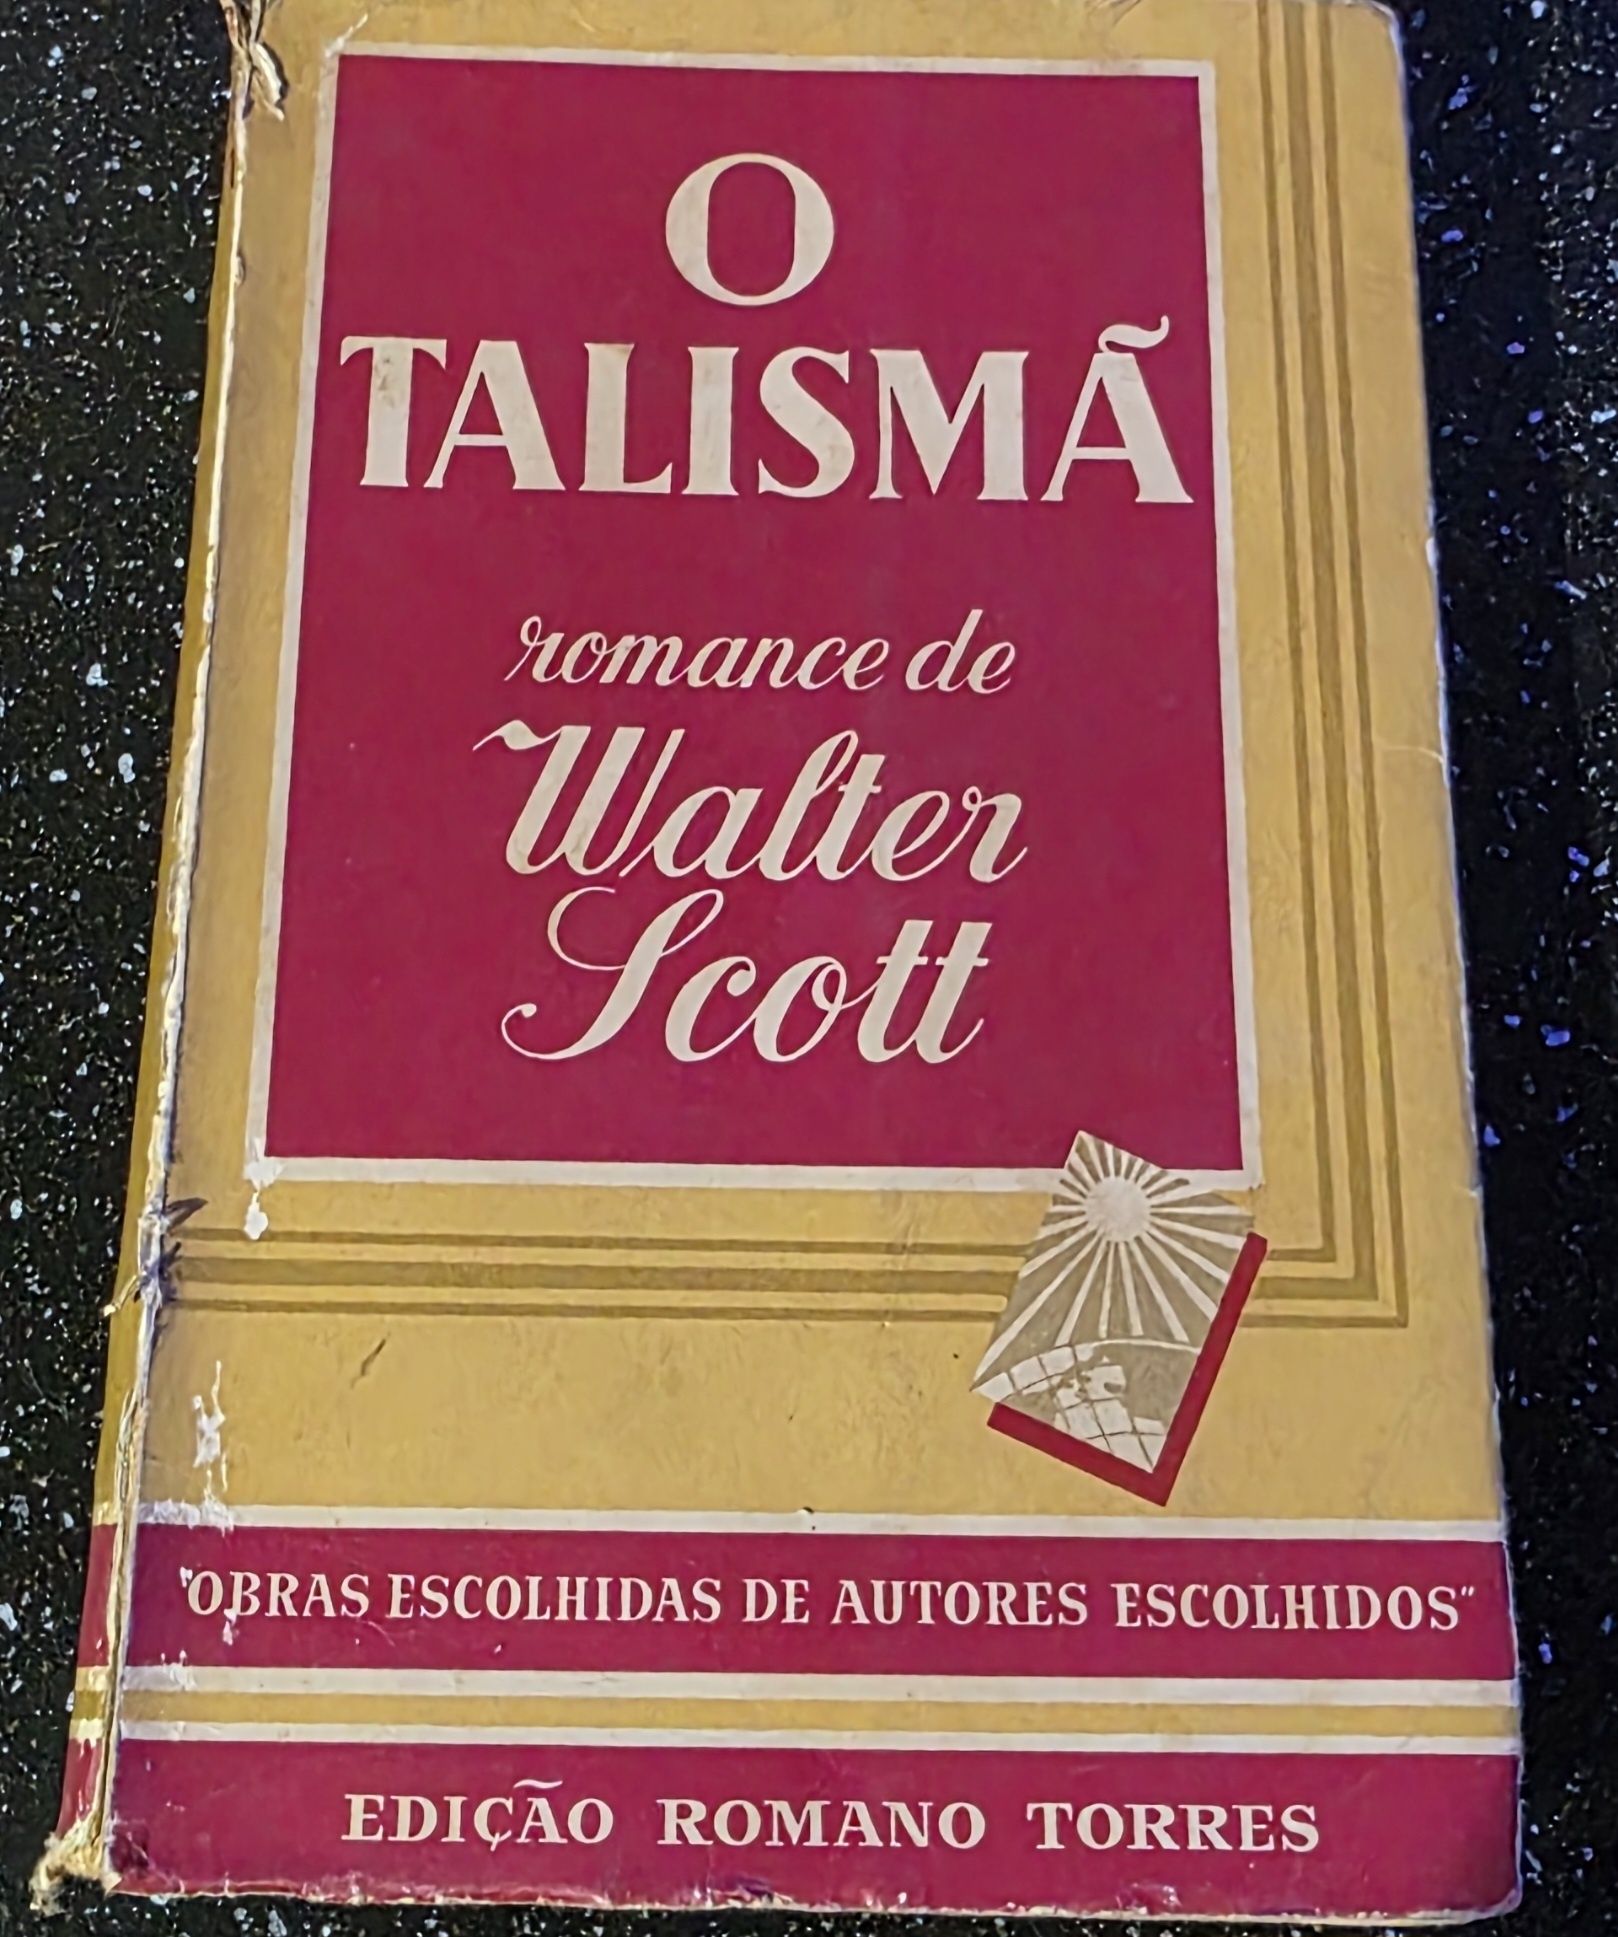 O
TALISMÃ
romance de
Walter
Scott
"OBRAS ESCOLHIDAS DE AUTORES ESCOLHIDOS"
EDIÇÃO ROMANO TORRES